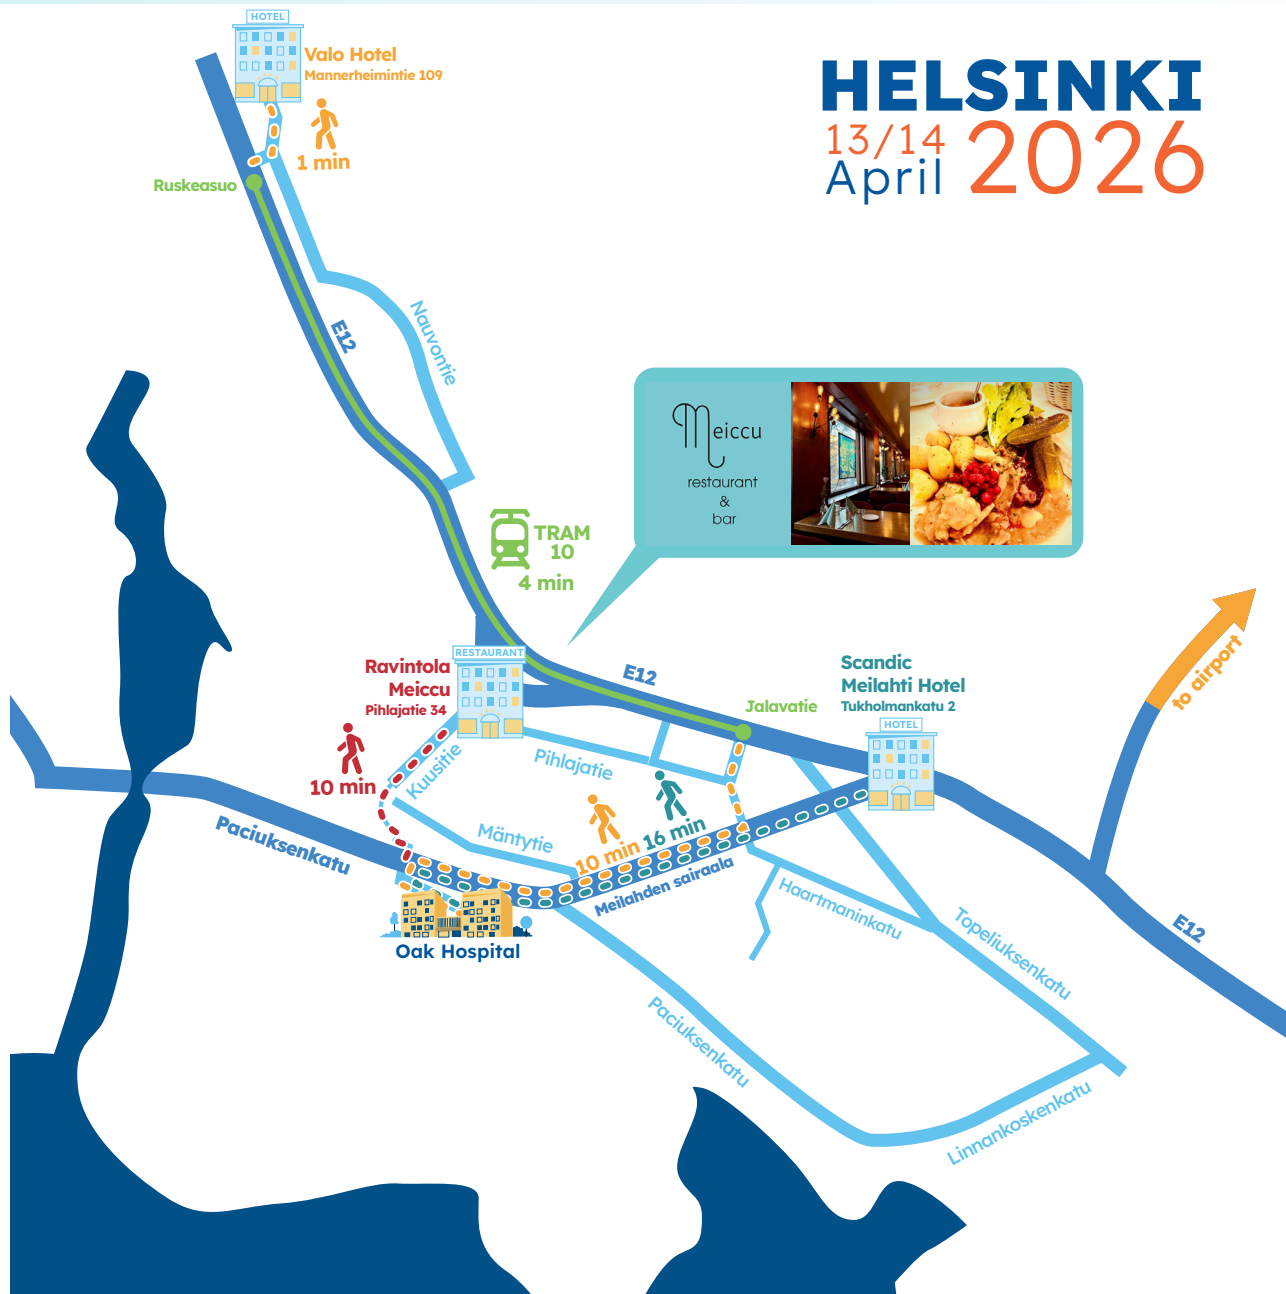 HOTEL
Valo Hotel
Mannerheimintie 109
1 min
HELSINKI
13/14
April
2026
Ruskeasuo
E12
Nauvontie
Meiccu
restaurant
&
bar
TRAM
10
4 min
RESTAURANT
Ravintola
Meiccu
Pihlajatie 34
10 min
Kuusitie
Pihlajatie
E12
Jalavatie
Scandic
Meilahti Hotel
Tukholmankatu 2
HOTEL
to airport
Paciuksenkatu
Mäntytie
10 min
16 min
Meilahden sairaala
Haartmaninkatu
Topeliuksenkatu
E12
Oak Hospital
Paciuksenkatu
Linnankoskenkatu